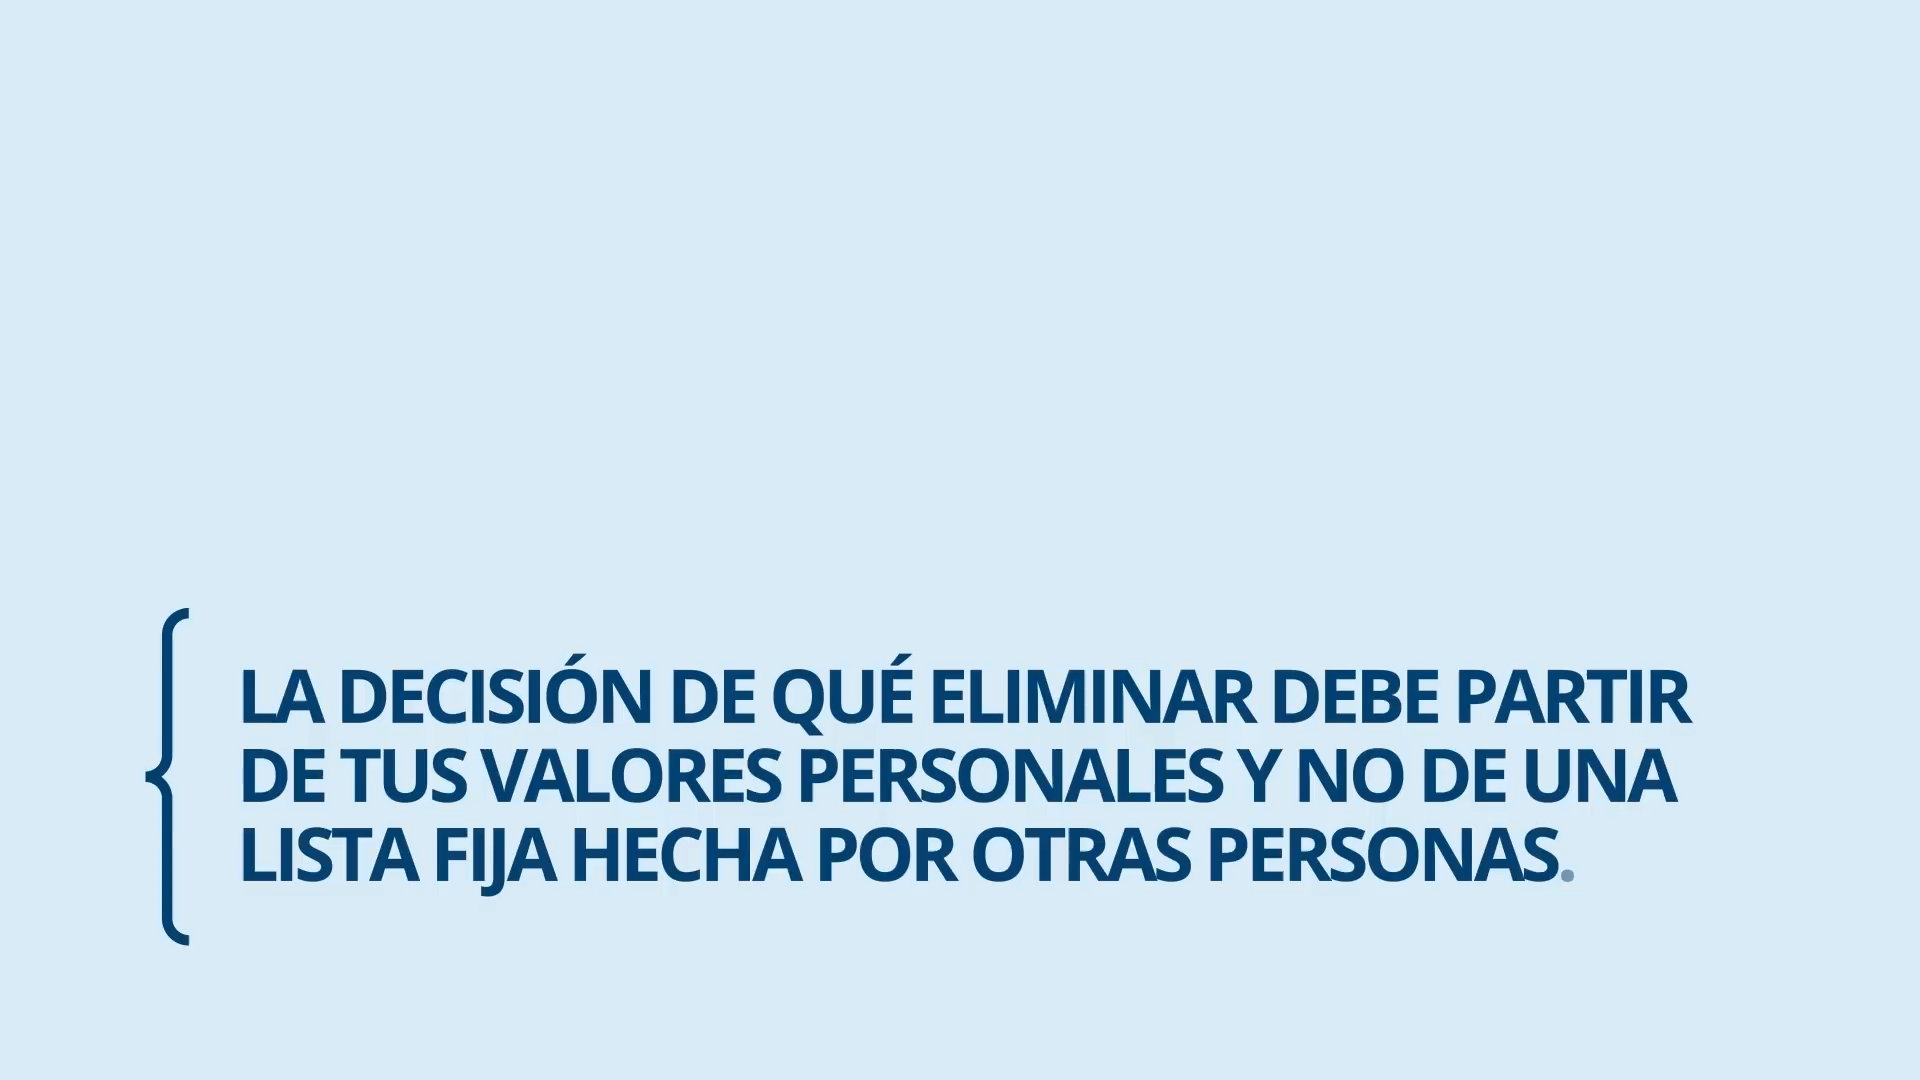 LA DECISIÓN DE QUÉ ELIMINAR DEBE PARTIR
DE TUS VALORES PERSONALES Y NO DE UNA
LISTA FIJA HECHA POR OTRAS PERSONAS.